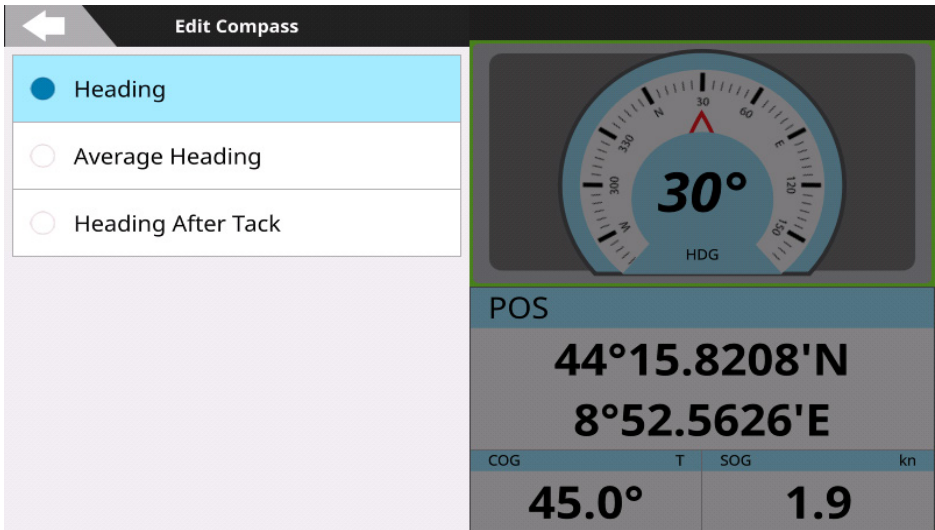 Edit Compass
Heading
Average Heading
Heading After Tack
W 300 330 N 30 60 E 120 150
30°
HDG
POS
44°15.8208'N
8°52.5626'E
COG T SOG kn
45.0° 1.9